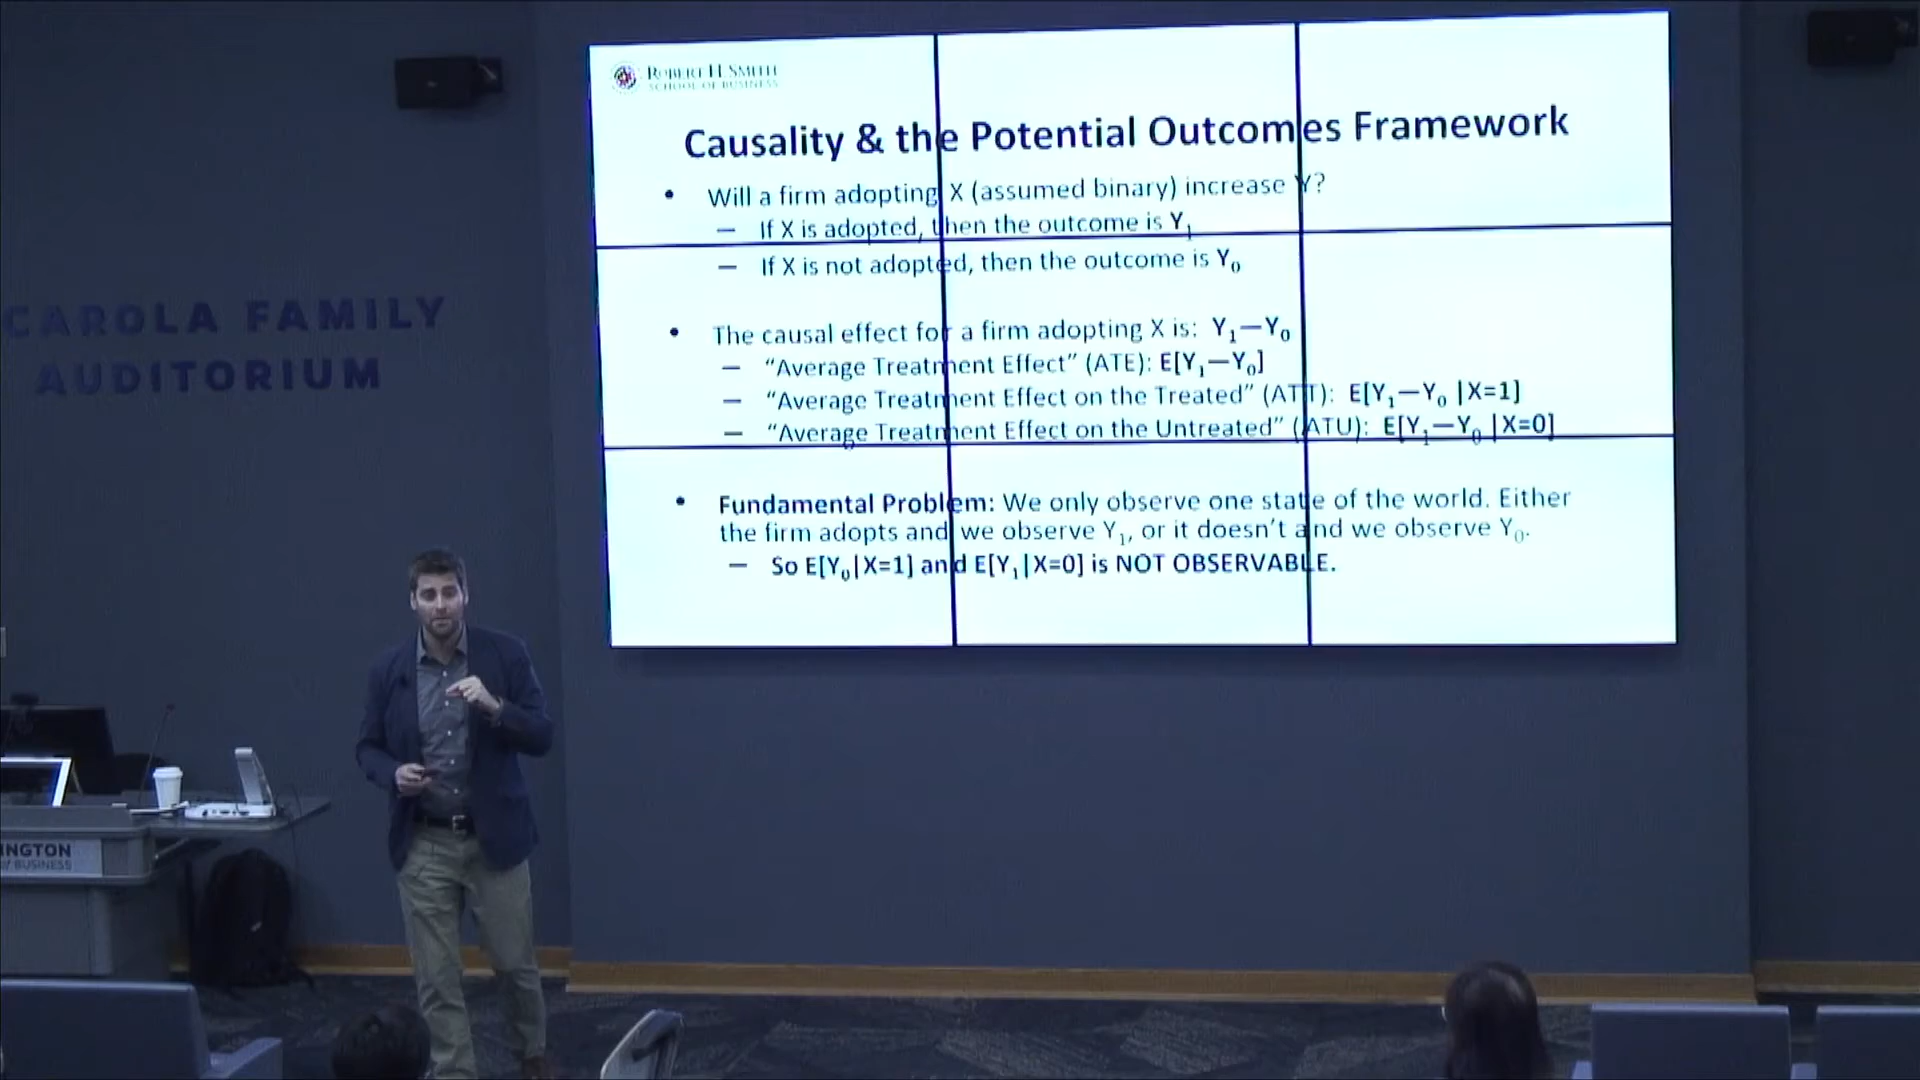 ROBERT H. SMITH
SCHOOL OF BUSINESS
Causality & the Potential Outcomes Framework
• Will a firm adopting X (assumed binary) increase Y?
– If X is adopted, then the outcome is Y₁
– If X is not adopted, then the outcome is Y₀
• The causal effect for a firm adopting X is: Y₁–Y₀
– “Average Treatment Effect” (ATE): E[Y₁–Y₀]
– “Average Treatment Effect on the Treated” (ATT): E[Y₁–Y₀ |X=1]
– “Average Treatment Effect on the Untreated” (ATU): E[Y₁–Y₀ |X=0]
• Fundamental Problem: We only observe one state of the world. Either
the firm adopts and we observe Y₁, or it doesn’t and we observe Y₀.
– So E[Y₀|X=1] and E[Y₁|X=0] is NOT OBSERVABLE.
CAROLA FAMILY
AUDITORIUM
INGTON
OF BUSINESS